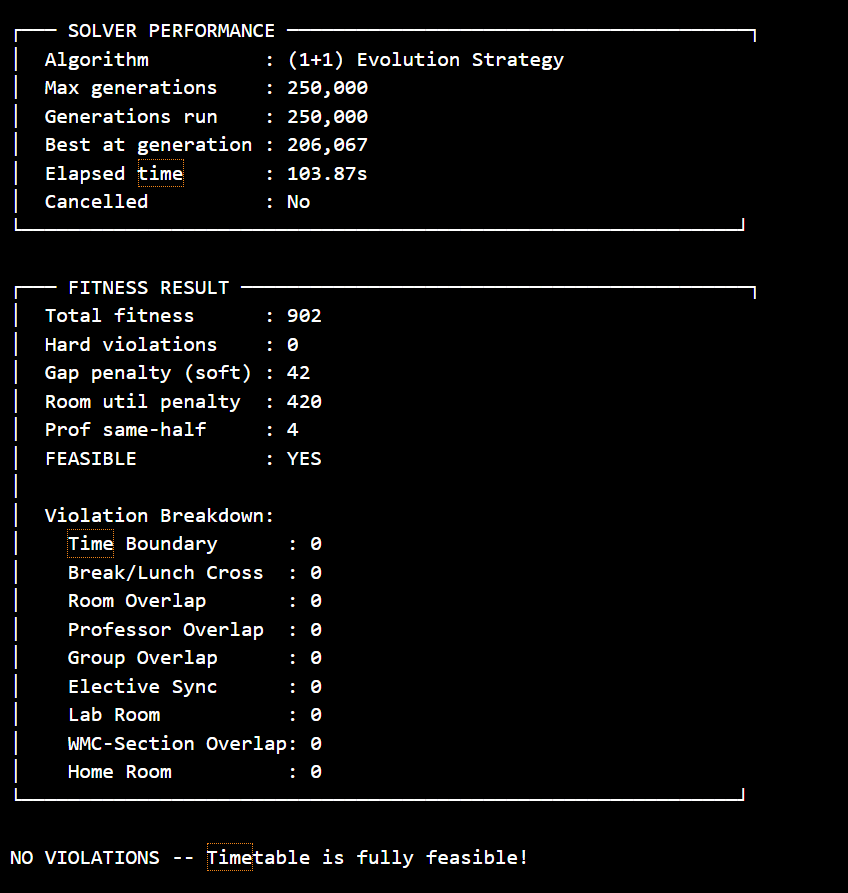 SOLVER PERFORMANCE
Algorithm : (1+1) Evolution Strategy
Max generations : 250,000
Generations run : 250,000
Best at generation : 206,067
Elapsed time : 103.87s
Cancelled : No
FITNESS RESULT
Total fitness : 902
Hard violations : 0
Gap penalty (soft) : 42
Room util penalty : 420
Prof same-half : 4
FEASIBLE : YES
Violation Breakdown:
Time Boundary : 0
Break/Lunch Cross : 0
Room Overlap : 0
Professor Overlap : 0
Group Overlap : 0
Elective Sync : 0
Lab Room : 0
WMC-Section Overlap: 0
Home Room : 0
NO VIOLATIONS -- Timetable is fully feasible!